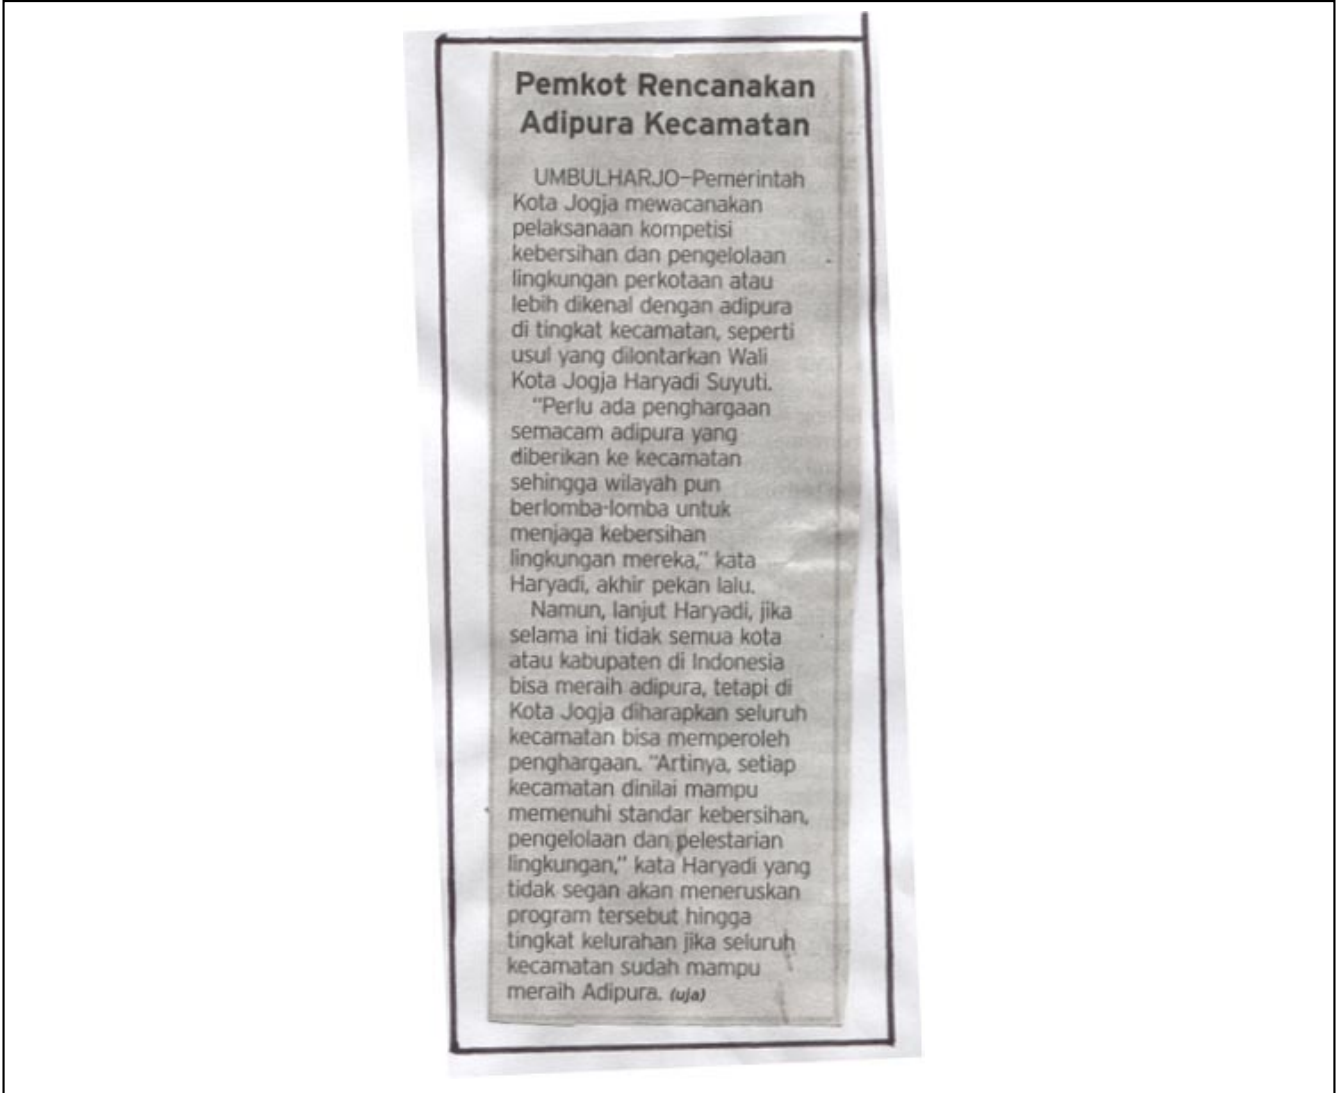 Pemkot Rencanakan
Adipura Kecamatan
UMBULHARJO–Pemerintah
Kota Jogja mewacanakan
pelaksanaan kompetisi
kebersihan dan pengelolaan
lingkungan perkotaan atau
lebih dikenal dengan adipura
di tingkat kecamatan, seperti
usul yang dilontarkan Wali
Kota Jogja Haryadi Suyuti.
"Perlu ada penghargaan
semacam adipura yang
diberikan ke kecamatan
sehingga wilayah pun
berlomba-lomba untuk
menjaga kebersihan
lingkungan mereka," kata
Haryadi, akhir pekan lalu.
Namun, lanjut Haryadi, jika
selama ini tidak semua kota
atau kabupaten di Indonesia
bisa meraih adipura, tetapi di
Kota Jogja diharapkan seluruh
kecamatan bisa memperoleh
penghargaan. "Artinya, setiap
kecamatan dinilai mampu
memenuhi standar kebersihan,
pengelolaan dan pelestarian
lingkungan," kata Haryadi yang
tidak segan akan meneruskan
program tersebut hingga
tingkat kelurahan jika seluruh
kecamatan sudah mampu
meraih Adipura. (uja)